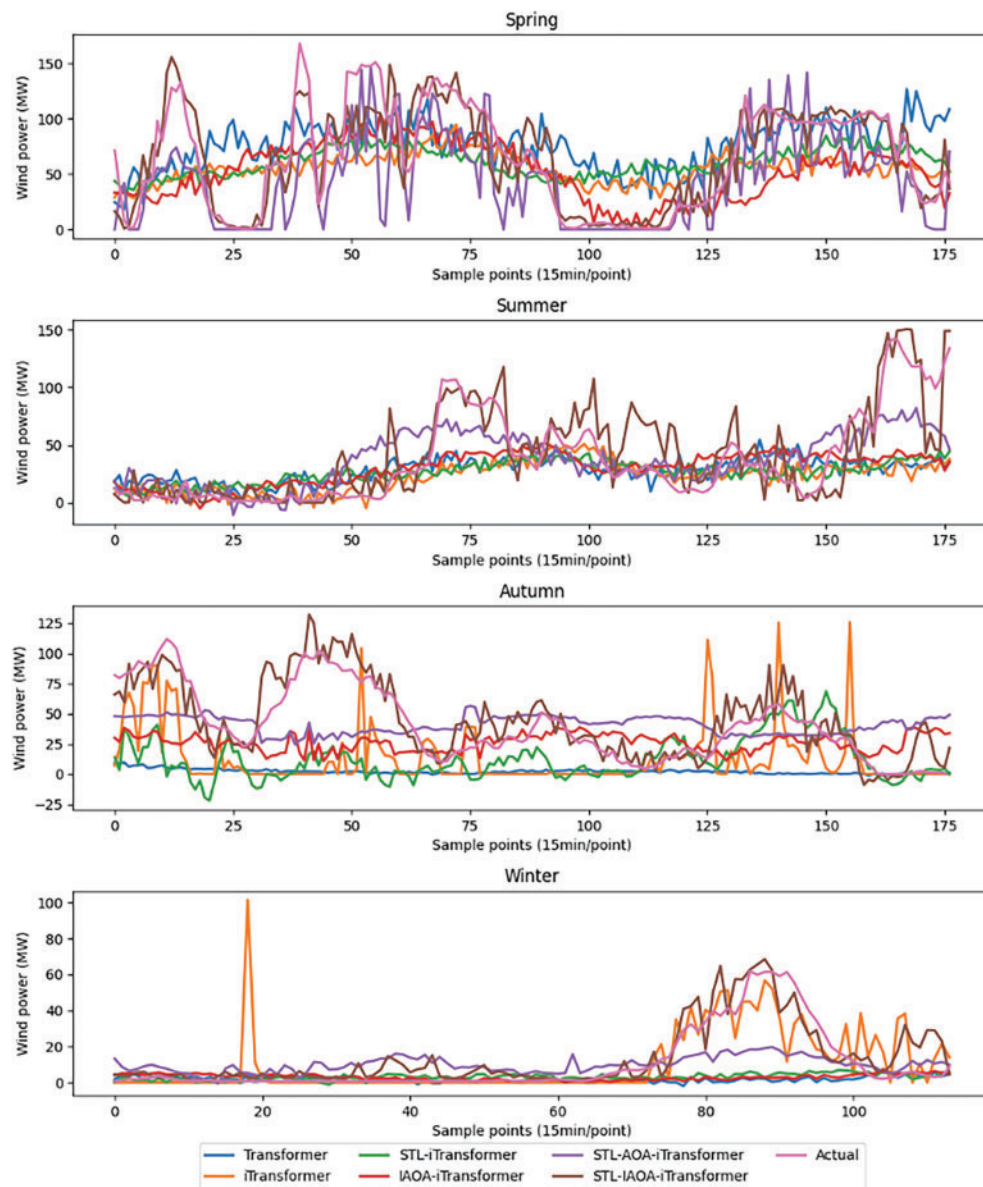 Spring
150
100
50
0
Wind power (MW)
0 25 50 75 100 125 150 175
Sample points (15min/point)
Summer
150
100
50
0
Wind power (MW)
0 25 50 75 100 125 150 175
Sample points (15min/point)
Autumn
125
100
75
50
25
0
−25
Wind power (MW)
0 25 50 75 100 125 150 175
Sample points (15min/point)
Winter
100
80
60
40
20
0
Wind power (MW)
0 20 40 60 80 100
Sample points (15min/point)
Transformer STL-iTransformer STL-AOA-iTransformer Actual
iTransformer IAOA-iTransformer STL-IAOA-iTransformer